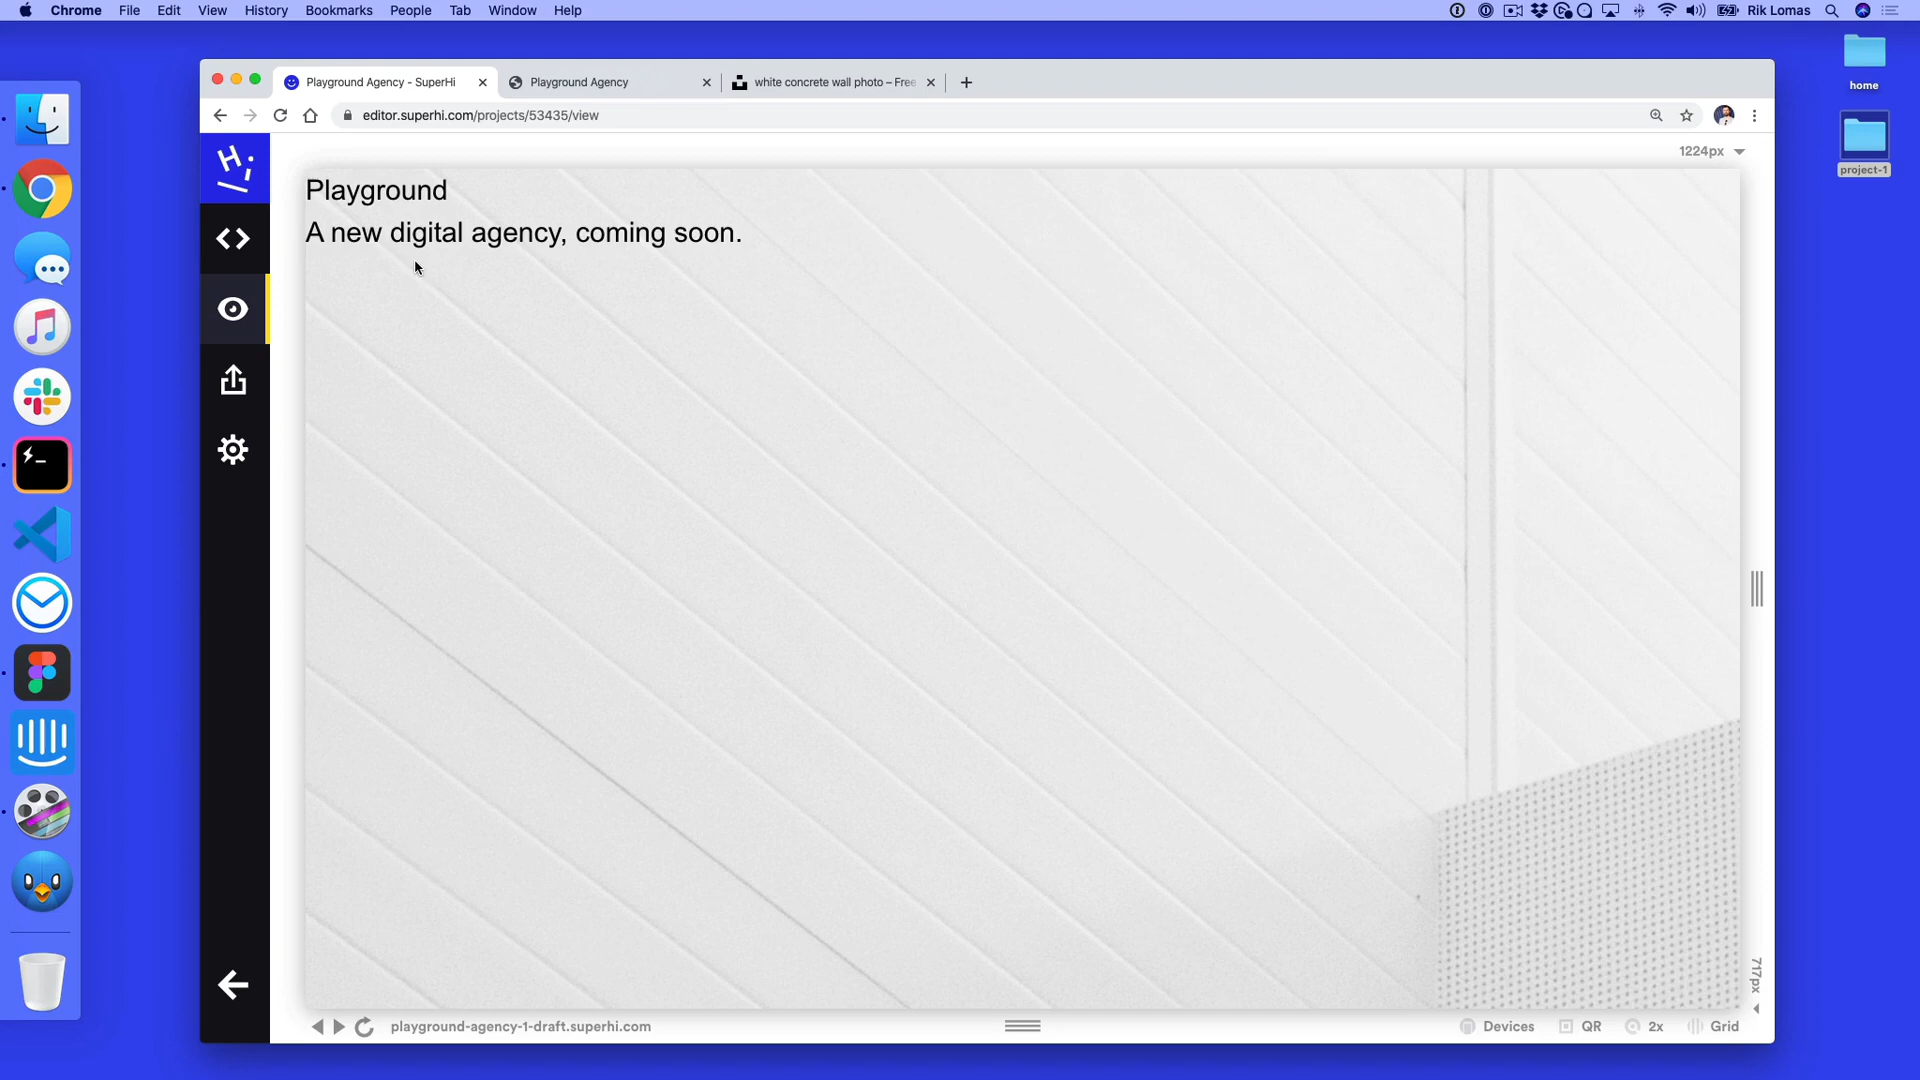 Chrome File Edit View History Bookmarks People Tab Window Help Rik Lomas
home
project-1
Playground Agency - SuperHi Playground Agency white concrete wall photo – Free
editor.superhi.com/projects/53435/view
Hi
1224px
Playground
A new digital agency, coming soon.
717px
playground-agency-1-draft.superhi.com Devices QR 2x Grid